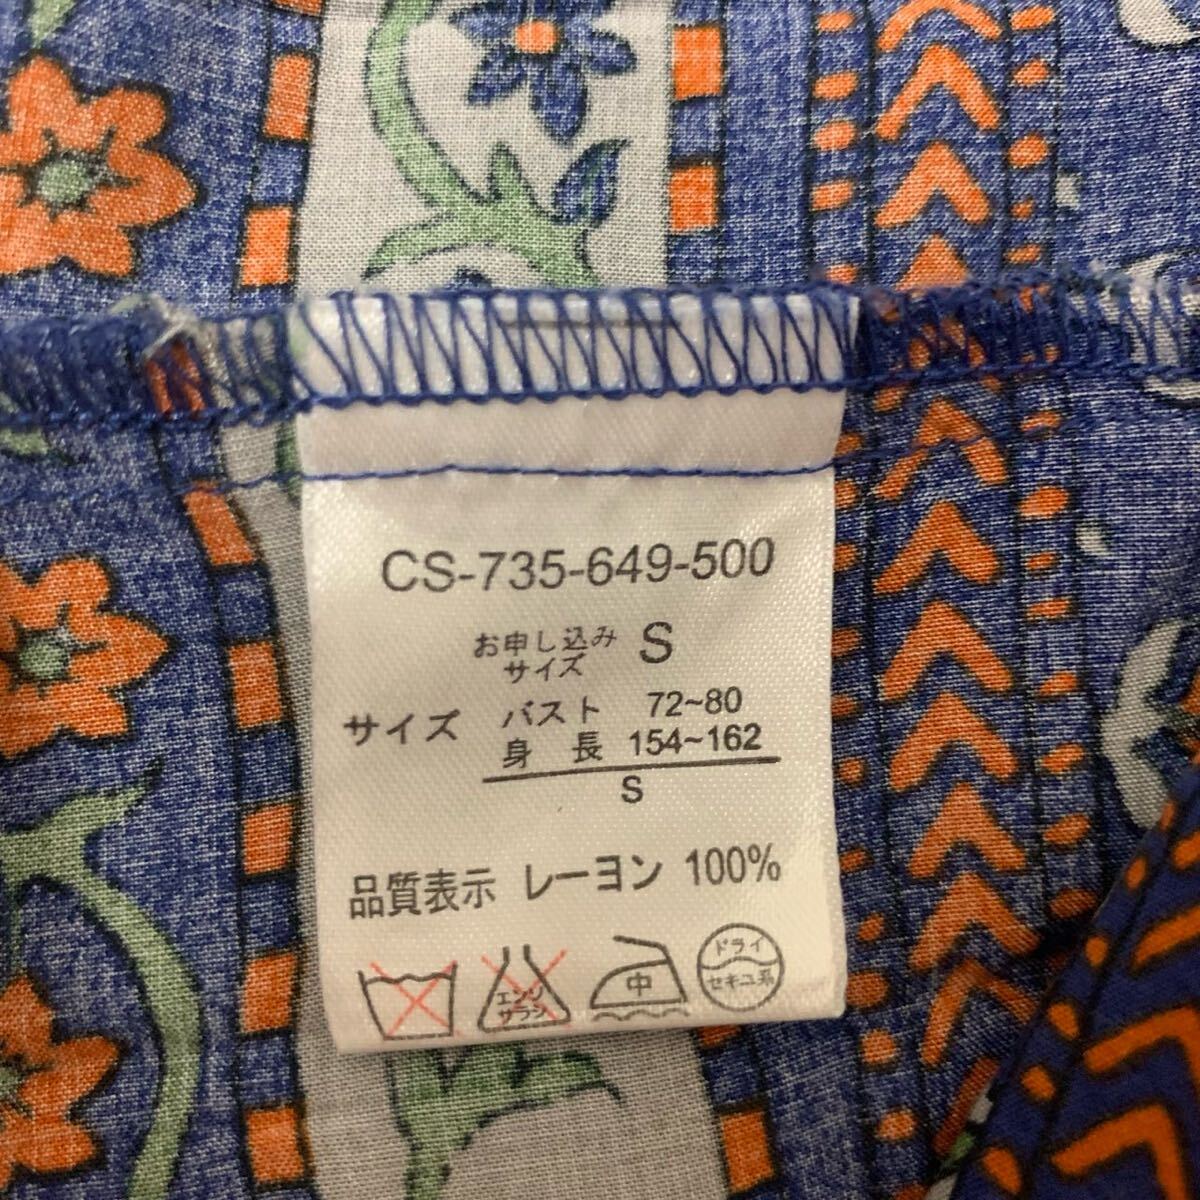 CS-735-649-500
お申し込み
サイズ S
サイズ バスト 72~80
身 長 154~162
S
品質表示 レーヨン 100%
エンソ
サラシ
中
ドライ
セキユ系